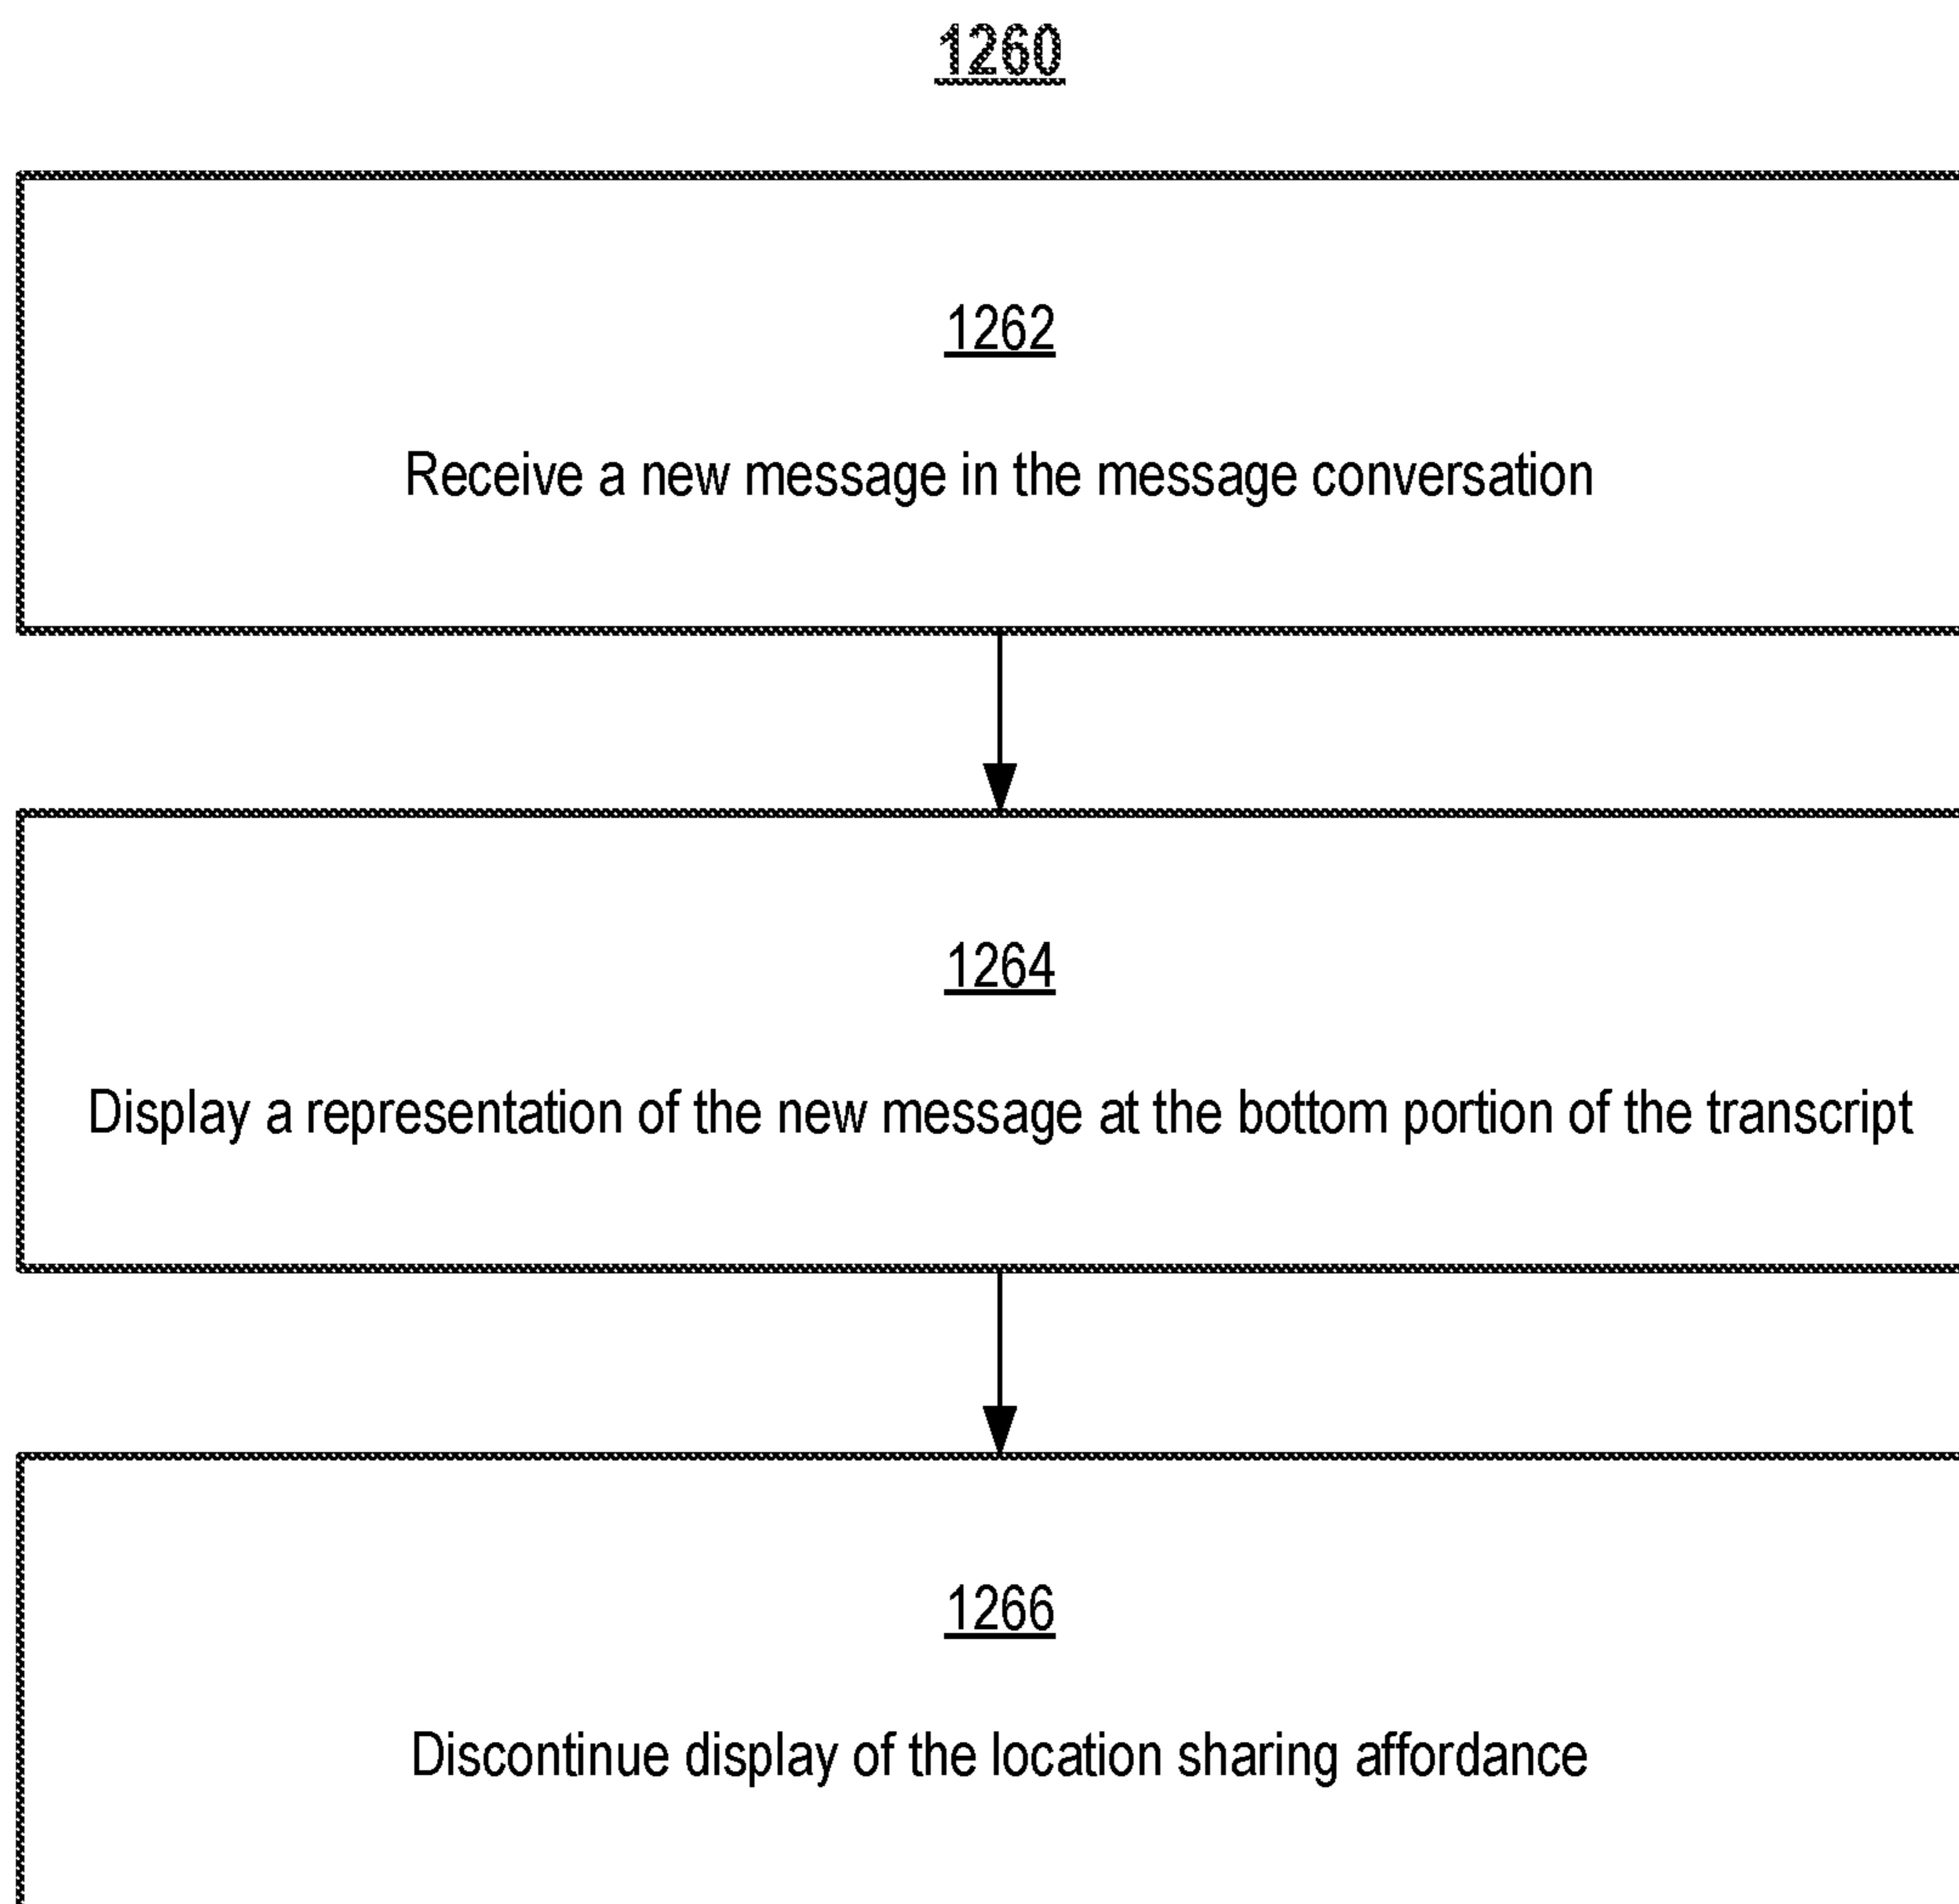 1260
1262
Receive a new message in the message conversation
1264
Display a representation of the new message at the bottom portion of the transcript
1266
Discontinue display of the location sharing affordance